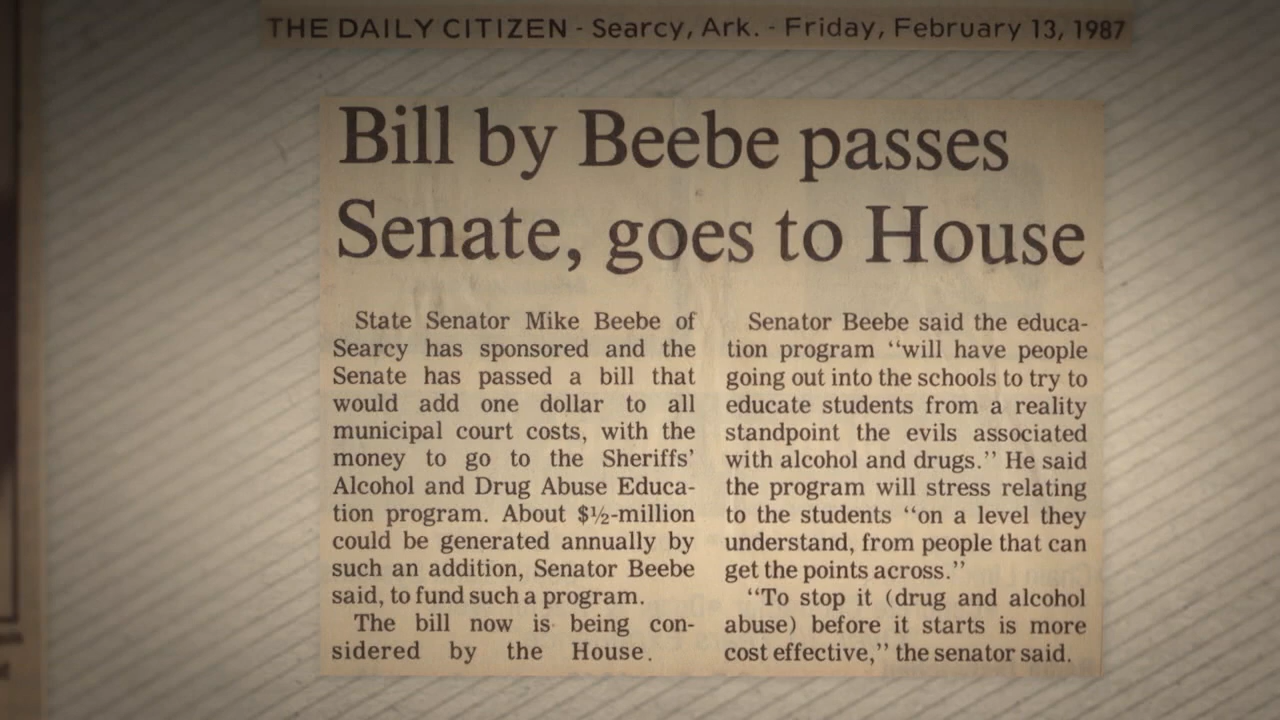 THE DAILY CITIZEN - Searcy, Ark. - Friday, February 13, 1987
Bill by Beebe passes
Senate, goes to House
State Senator Mike Beebe of
Searcy has sponsored and the
Senate has passed a bill that
would add one dollar to all
municipal court costs, with the
money to go to the Sheriffs'
Alcohol and Drug Abuse Educa-
tion program. About $½-million
could be generated annually by
such an addition, Senator Beebe
said, to fund such a program.
The bill now is being con-
sidered by the House.
Senator Beebe said the educa-
tion program ‘‘will have people
going out into the schools to try to
educate students from a reality
standpoint the evils associated
with alcohol and drugs.’’ He said
the program will stress relating
to the students ‘‘on a level they
understand, from people that can
get the points across.’’
‘‘To stop it (drug and alcohol
abuse) before it starts is more
cost effective,’’ the senator said.